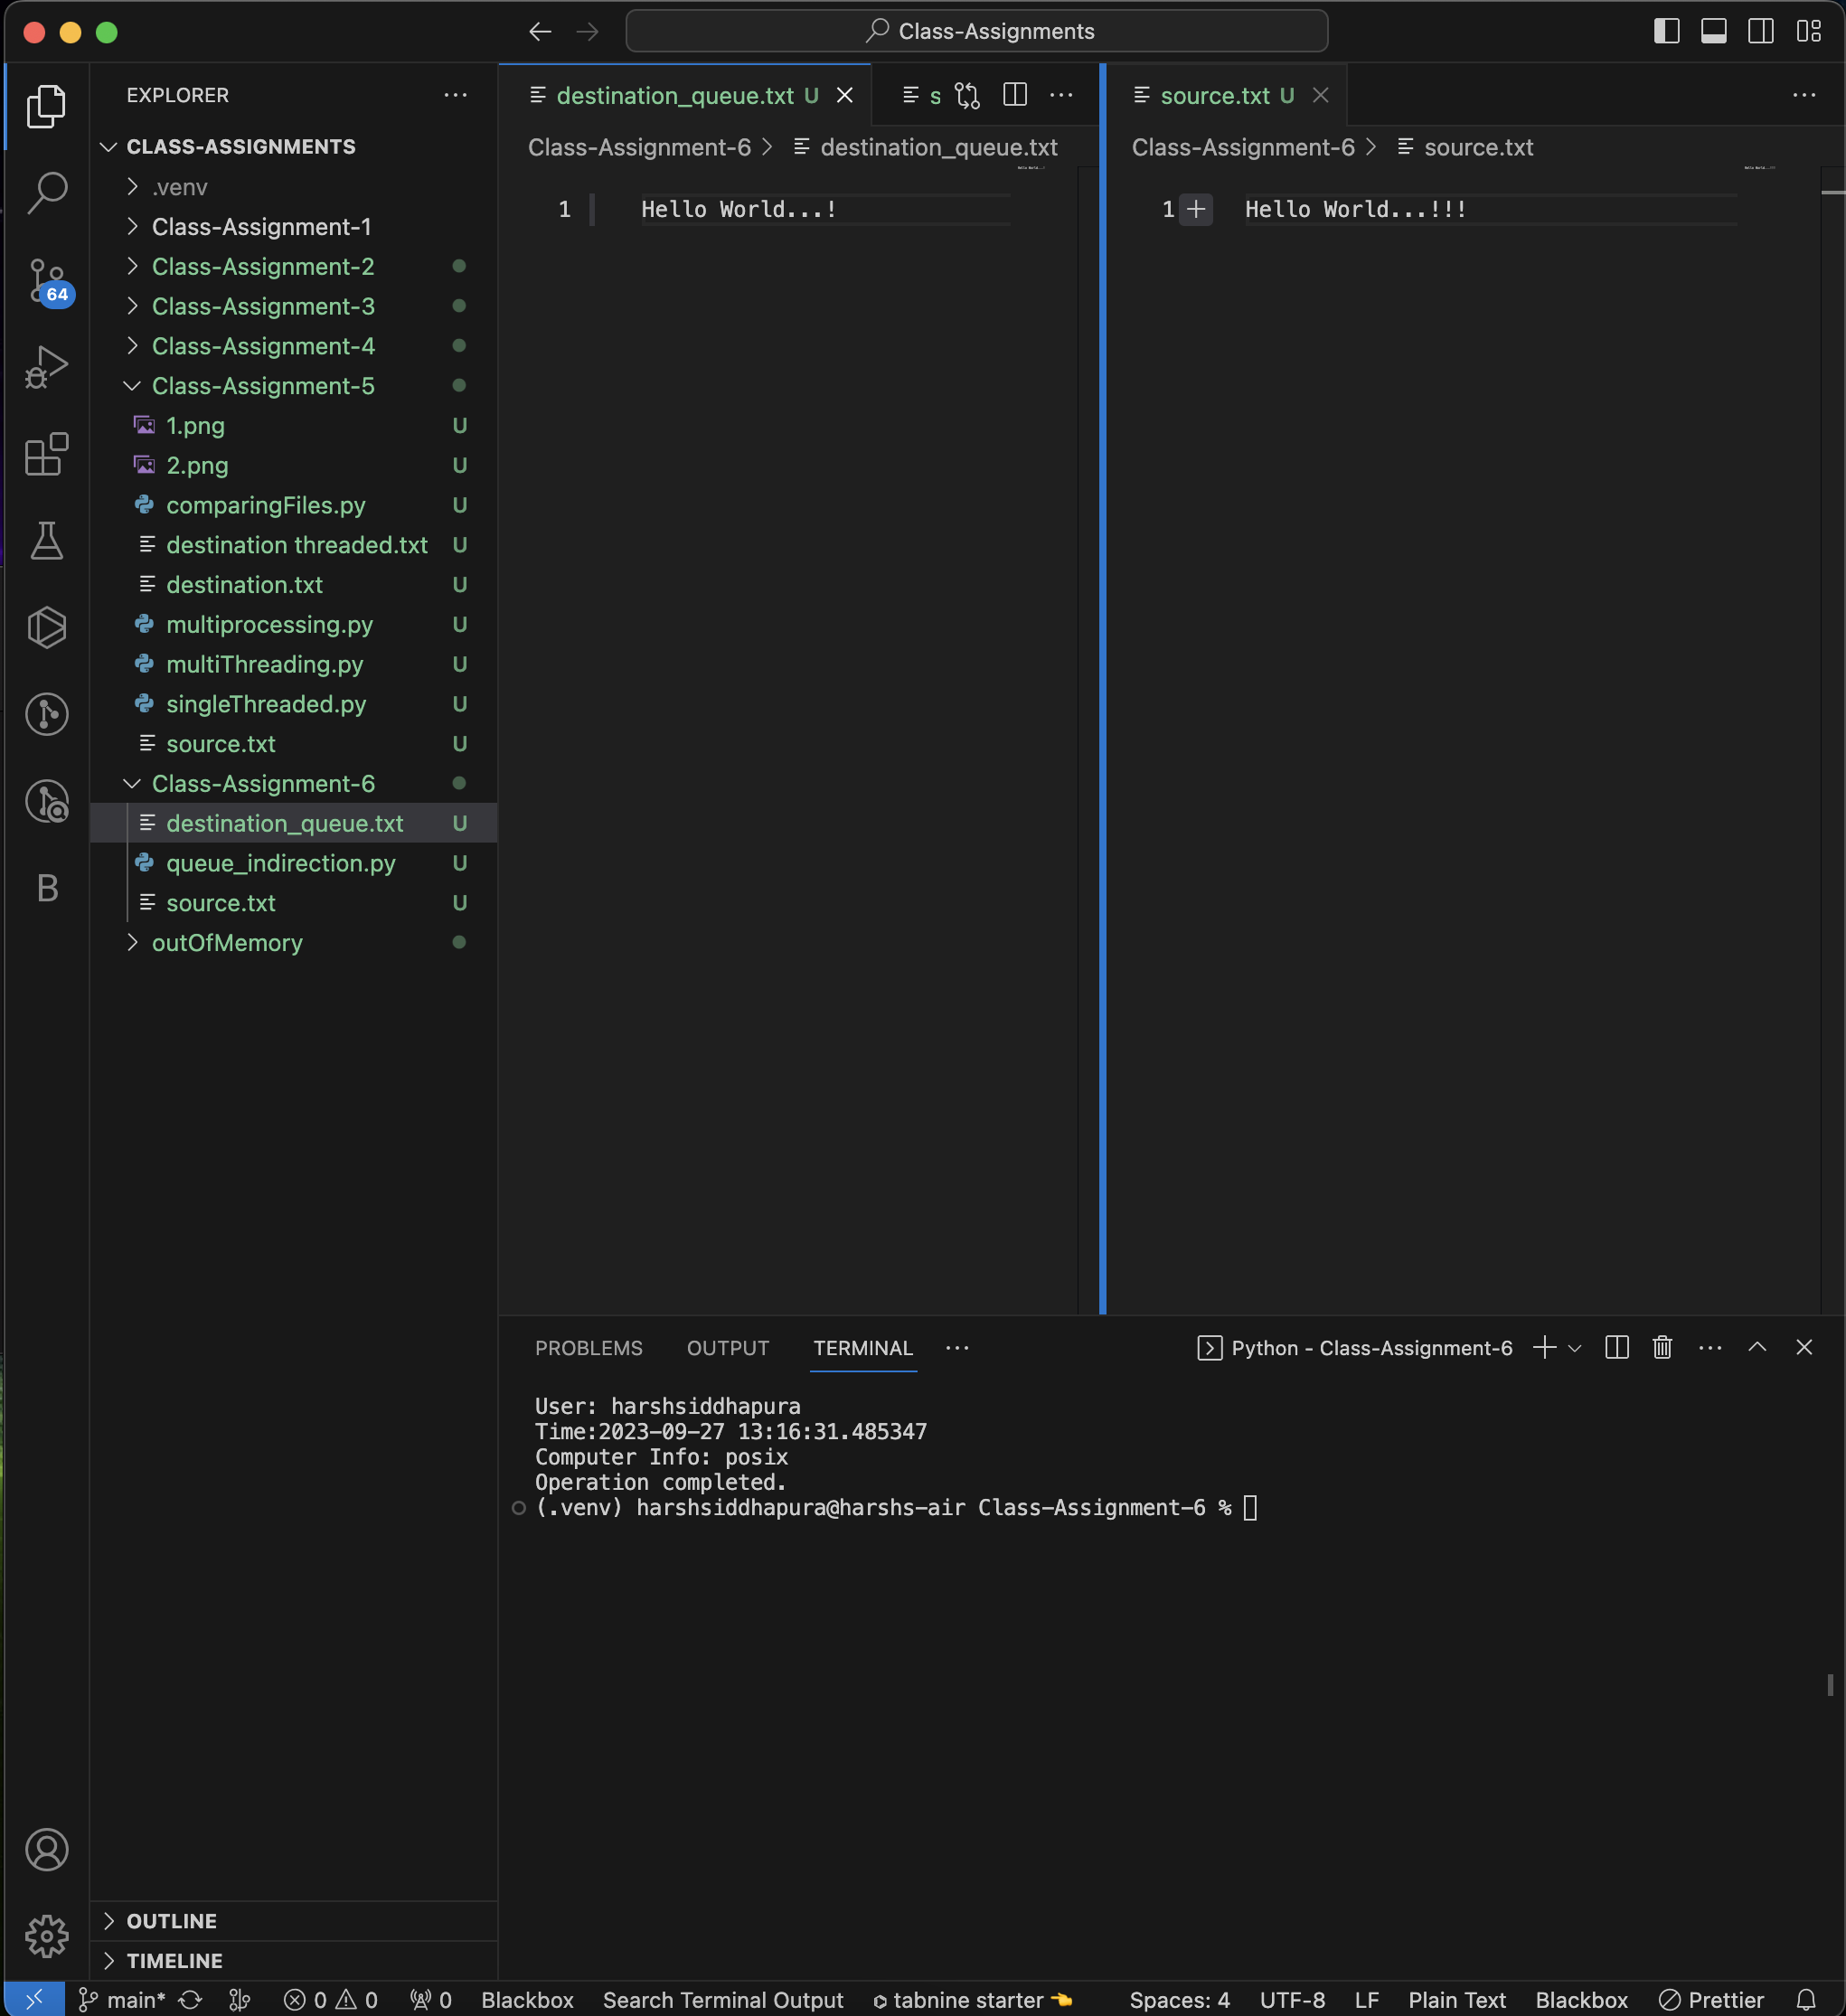 Class-Assignments
EXPLORER
CLASS-ASSIGNMENTS
.venv
Class-Assignment-1
Class-Assignment-2
Class-Assignment-3
Class-Assignment-4
Class-Assignment-5
1.png U
2.png U
comparingFiles.py U
destination threaded.txt U
destination.txt U
multiprocessing.py U
multiThreading.py U
singleThreaded.py U
source.txt U
Class-Assignment-6
destination_queue.txt U
queue_indirection.py U
source.txt U
outOfMemory
64
B
OUTLINE
TIMELINE
destination_queue.txt U
s
Class-Assignment-6 > destination_queue.txt
1 Hello World...!
source.txt U
Class-Assignment-6 > source.txt
1 Hello World...!!!
PROBLEMS OUTPUT TERMINAL
Python - Class-Assignment-6
User: harshsiddhapura
Time:2023-09-27 13:16:31.485347
Computer Info: posix
Operation completed.
(.venv) harshsiddhapura@harshs-air Class-Assignment-6 %
main* 0 0 0 Blackbox Search Terminal Output tabnine starter Spaces: 4 UTF-8 LF Plain Text Blackbox Prettier